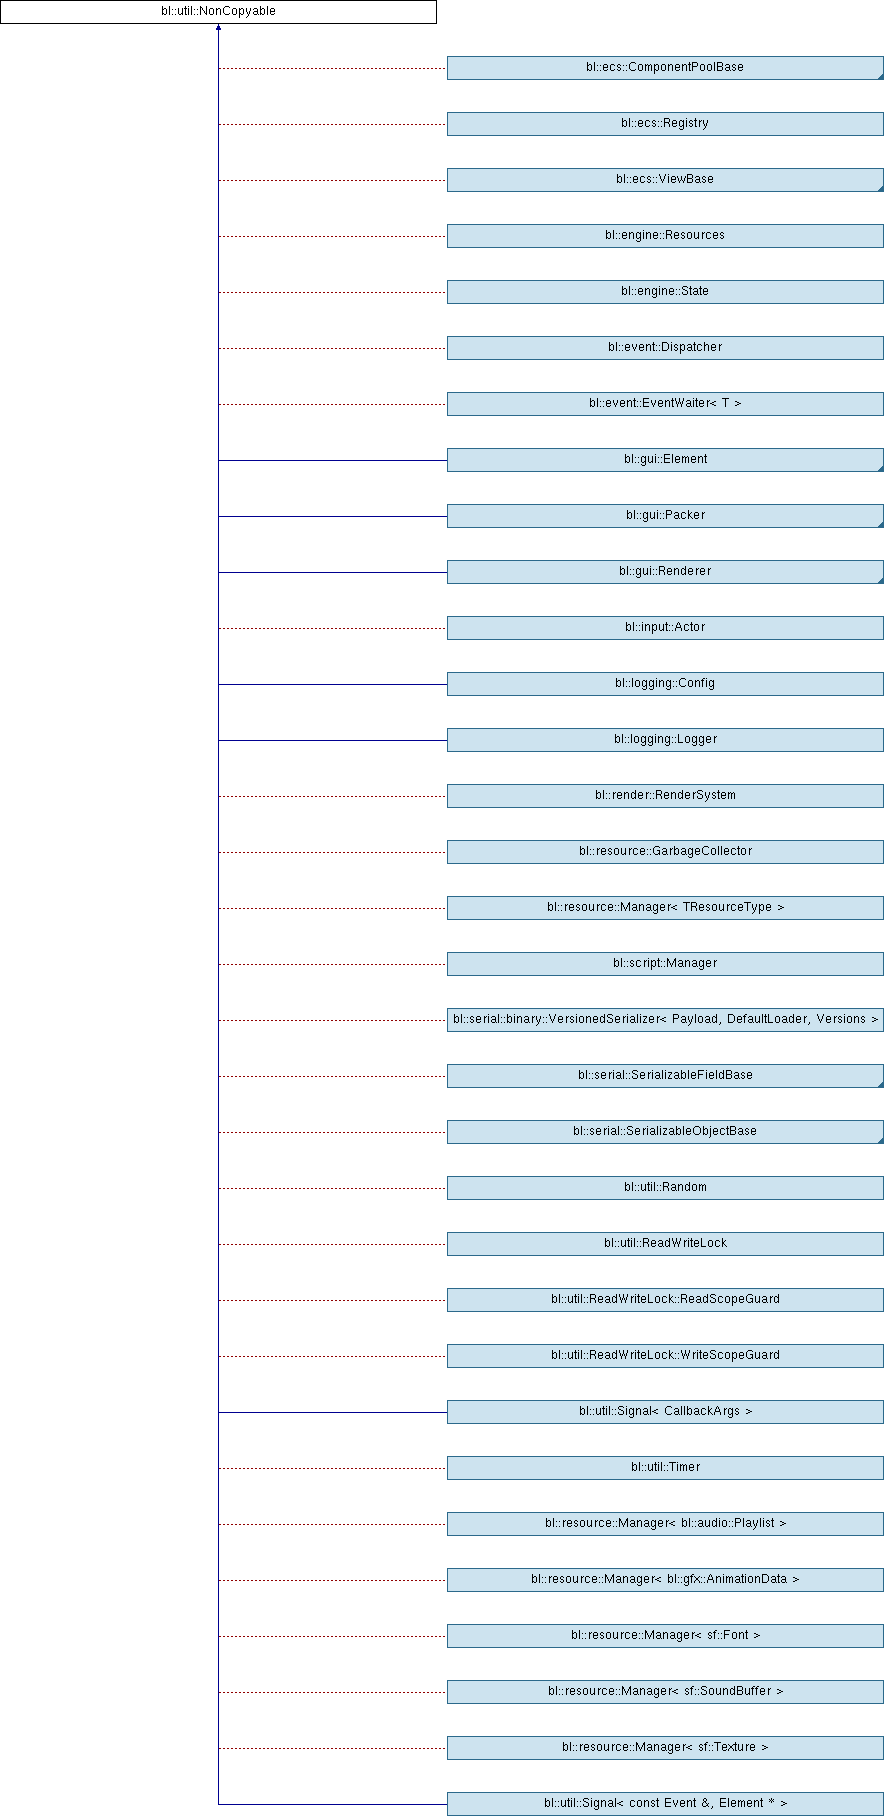 bl::util::NonCopyable
bl::ecs::ComponentPoolBase
bl::ecs::Registry
bl::ecs::ViewBase
bl::engine::Resources
bl::engine::State
bl::event::Dispatcher
bl::event::EventWaiter< T >
bl::gui::Element
bl::gui::Packer
bl::gui::Renderer
bl::input::Actor
bl::logging::Config
bl::logging::Logger
bl::render::RenderSystem
bl::resource::GarbageCollector
bl::resource::Manager< TResourceType >
bl::script::Manager
bl::serial::binary::VersionedSerializer< Payload, DefaultLoader, Versions >
bl::serial::SerializableFieldBase
bl::serial::SerializableObjectBase
bl::util::Random
bl::util::ReadWriteLock
bl::util::ReadWriteLock::ReadScopeGuard
bl::util::ReadWriteLock::WriteScopeGuard
bl::util::Signal< CallbackArgs >
bl::util::Timer
bl::resource::Manager< bl::audio::Playlist >
bl::resource::Manager< bl::gfx::AnimationData >
bl::resource::Manager< sf::Font >
bl::resource::Manager< sf::SoundBuffer >
bl::resource::Manager< sf::Texture >
bl::util::Signal< const Event &, Element * >